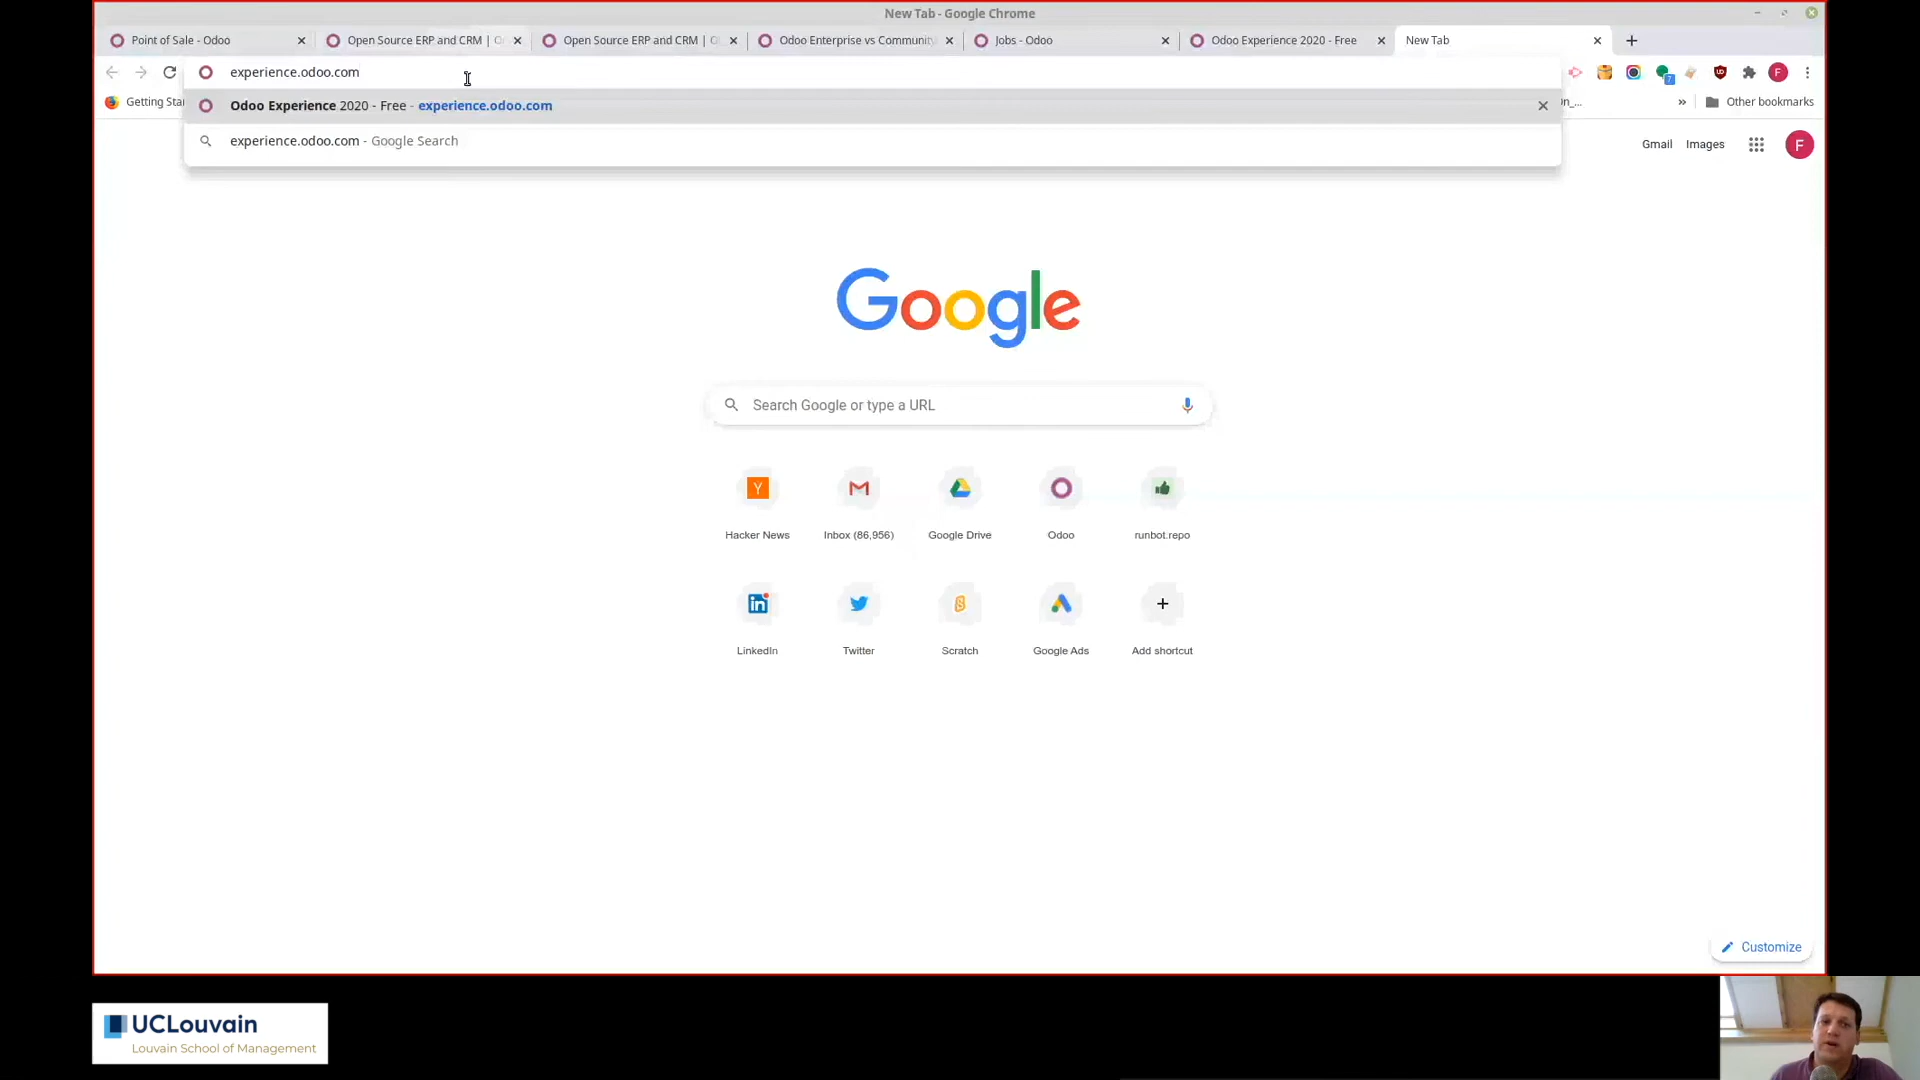 New Tab - Google Chrome
Point of Sale - Odoo
Open Source ERP and CRM |
Open Source ERP and CRM |
Odoo Enterprise vs Community
Jobs - Odoo
Odoo Experience 2020 - Free
New Tab
experience.odoo.com
Odoo Experience 2020 - Free - experience.odoo.com
experience.odoo.com - Google Search
Getting
7
F
»
Other bookmarks
Gmail
Images
F
Google
Search Google or type a URL
Hacker News
Inbox (86,956)
Google Drive
Odoo
runbot.repo
LinkedIn
Twitter
Scratch
Google Ads
Add shortcut
Customize
UCLouvain
Louvain School of Management